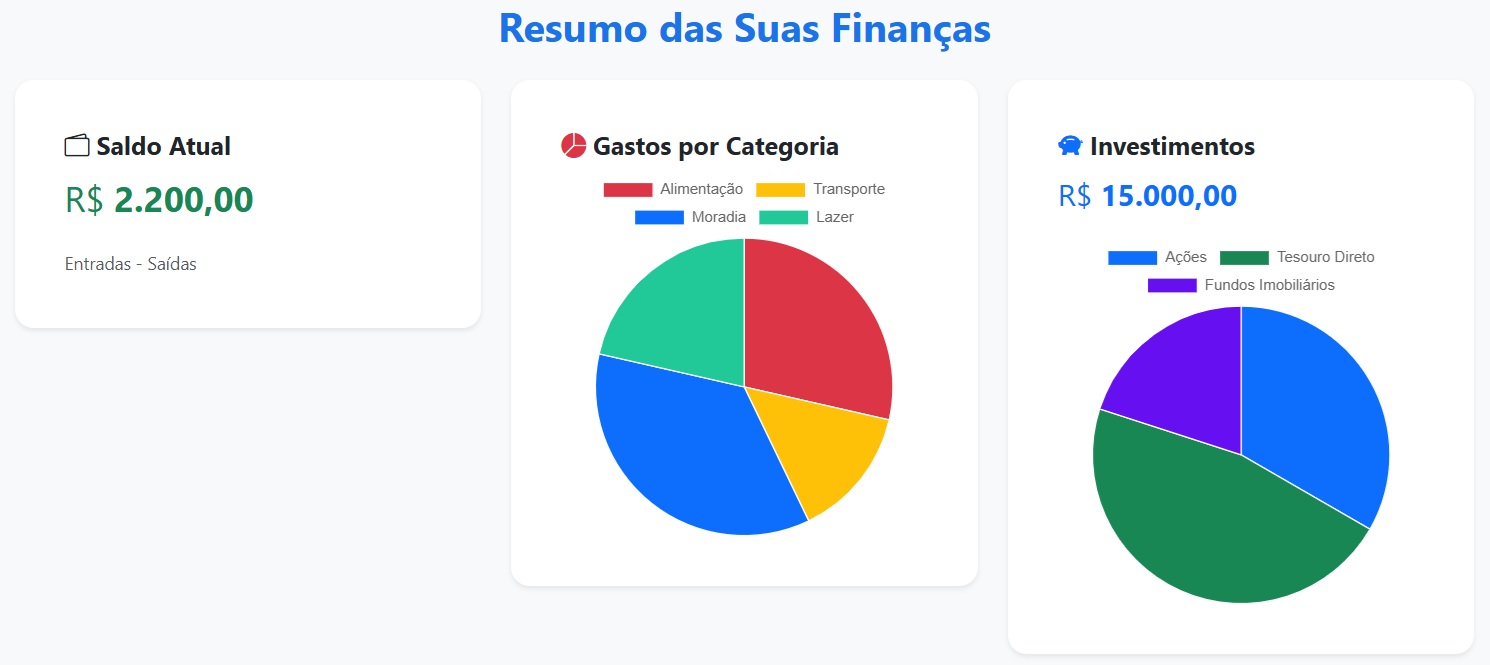 Resumo das Suas Finanças
Saldo Atual
R$ 2.200,00
Entradas - Saídas
Gastos por Categoria
Alimentação Transporte
Moradia Lazer
Investimentos
R$ 15.000,00
Ações Tesouro Direto
Fundos Imobiliários